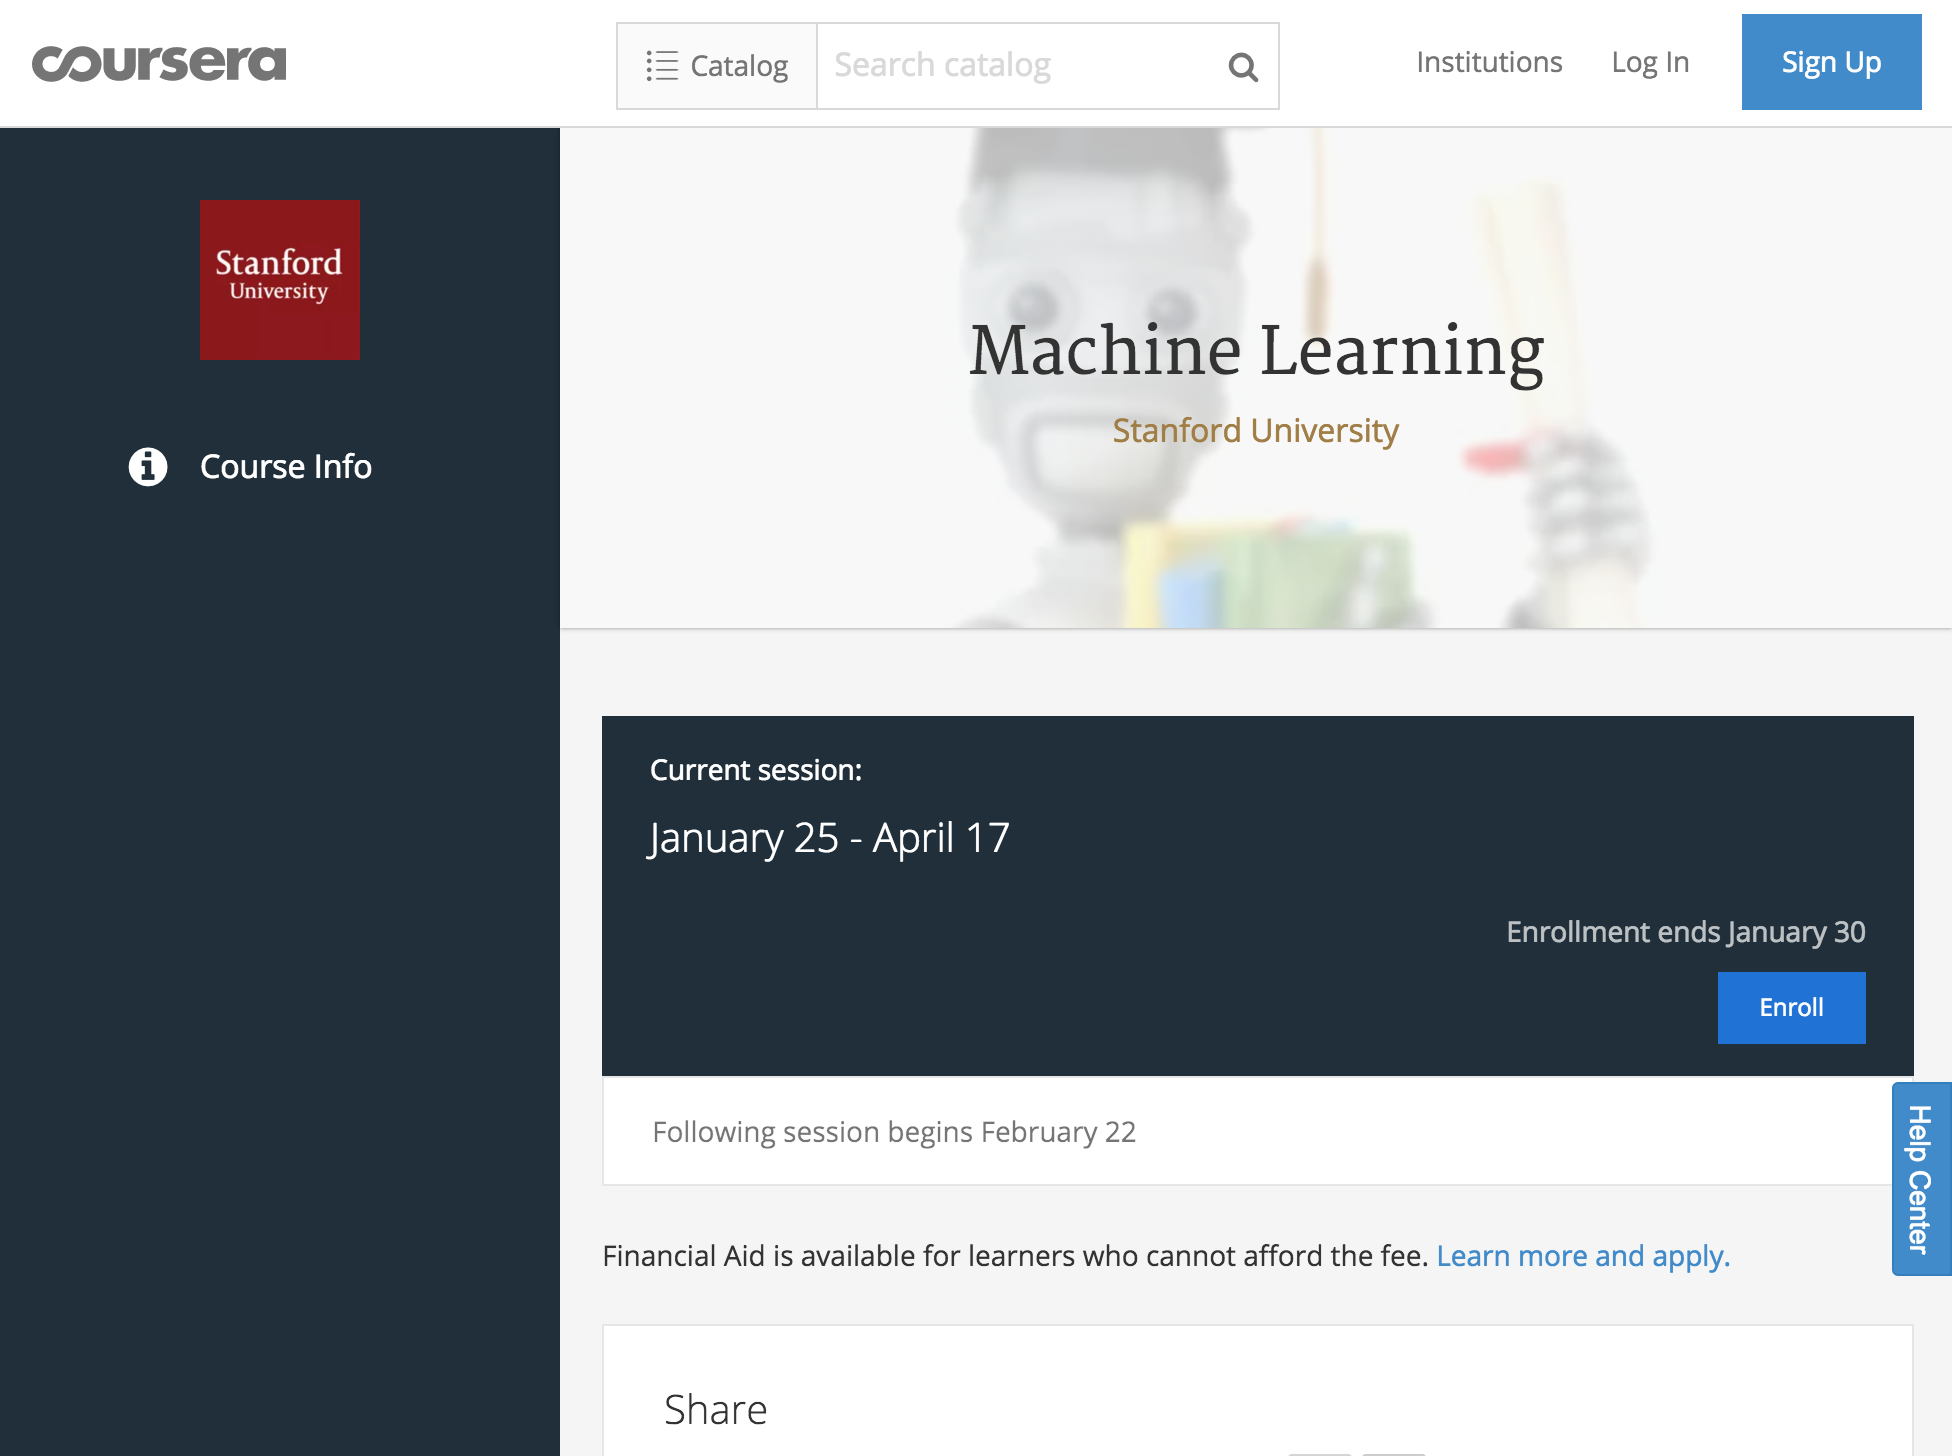 coursera
Catalog
Search catalog
Institutions
Log In
Sign Up
Stanford
University
Course Info
Machine Learning
Stanford University
Current session:
January 25 - April 17
Enrollment ends January 30
Enroll
Following session begins February 22
Help Center
Financial Aid is available for learners who cannot afford the fee. Learn more and apply.
Share